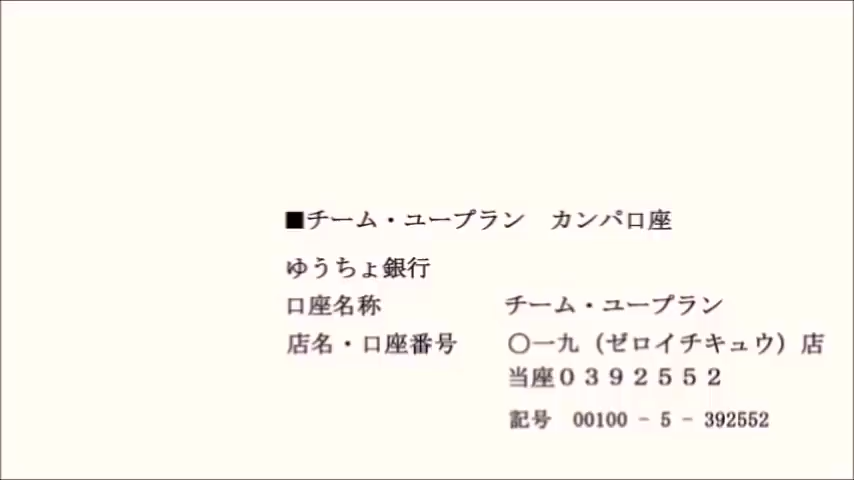 ■チーム・ユープラン　カンパ口座
ゆうちょ銀行
口座名称　チーム・ユープラン
店名・口座番号　〇一九（ゼロイチキュウ）店
当座０３９２５５２
記号　00100 − 5 − 392552